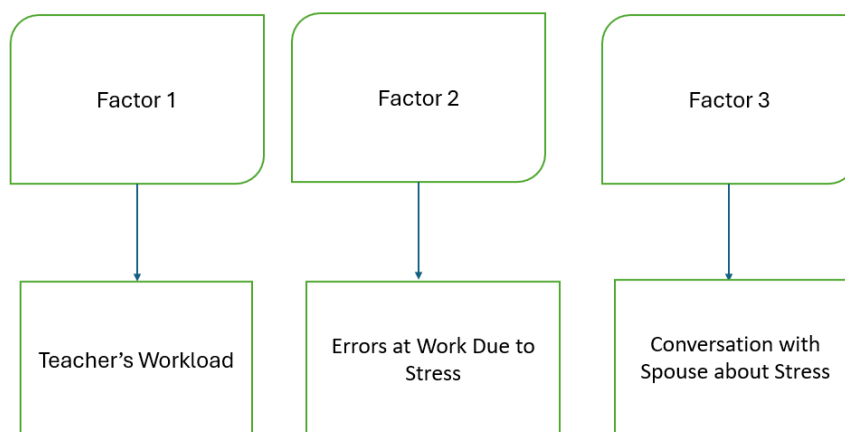 Factor 1
Factor 2
Factor 3
Teacher’s Workload
Errors at Work Due to
Stress
Conversation with
Spouse about Stress